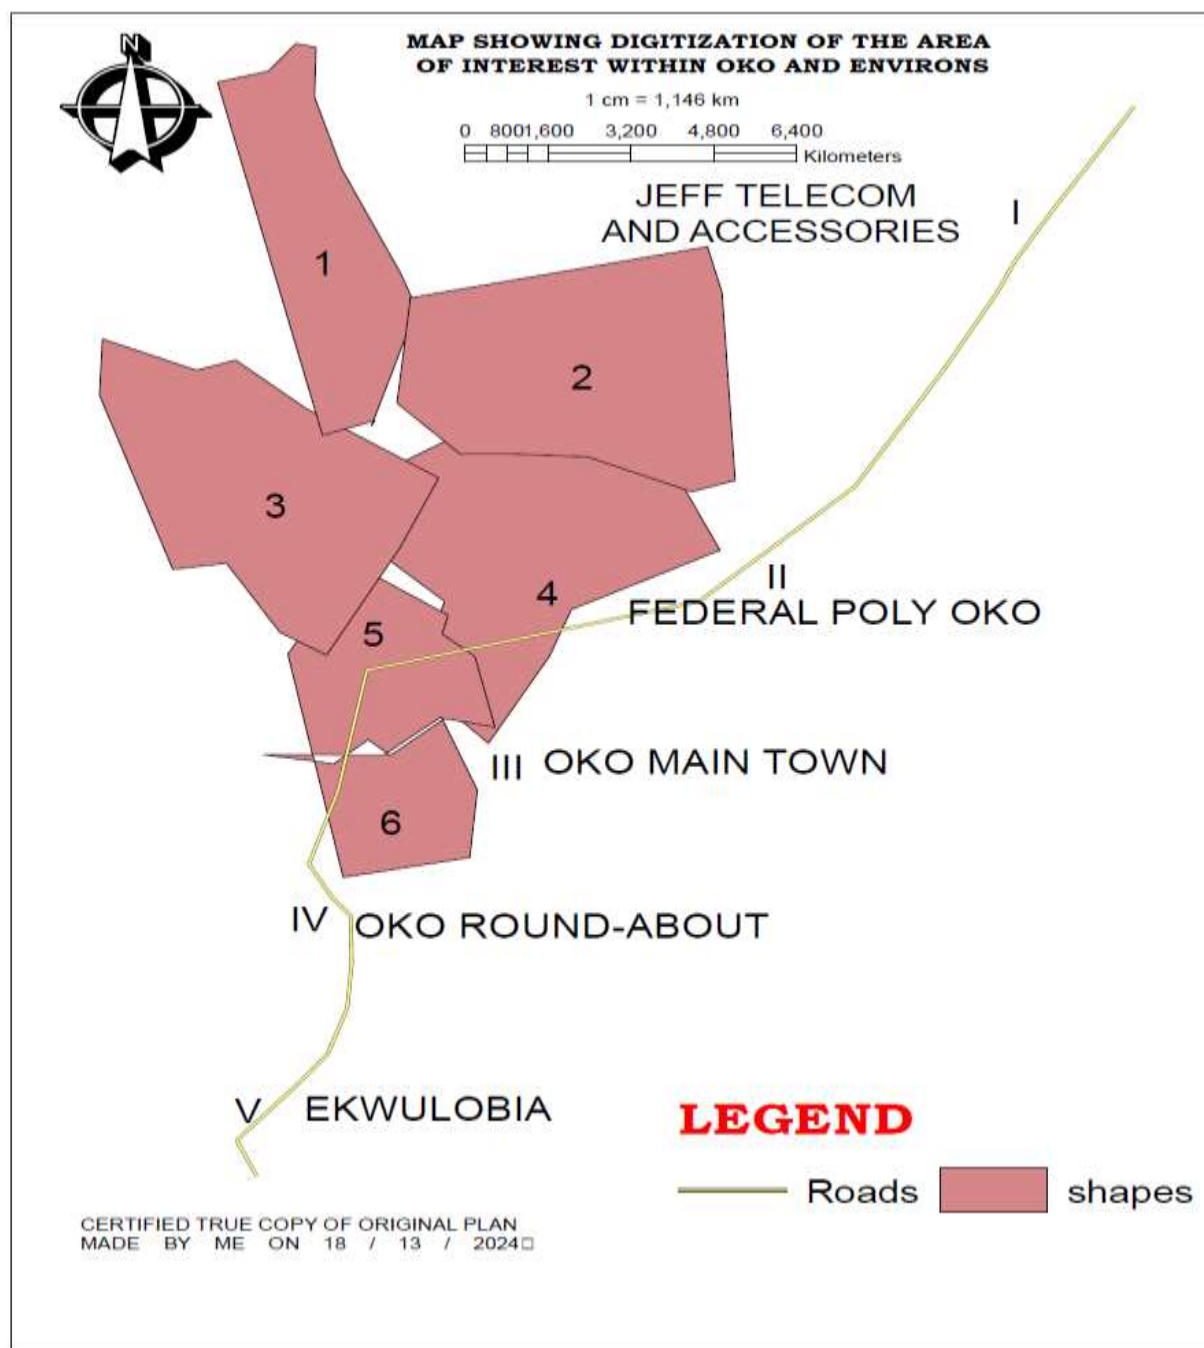 N
MAP SHOWING DIGITIZATION OF THE AREA
OF INTEREST WITHIN OKO AND ENVIRONS
1 cm = 1,146 km
0 8001,600 3,200 4,800 6,400
Kilometers
JEFF TELECOM
AND ACCESSORIES
I
1
2
3
4
II
FEDERAL POLY OKO
5
III OKO MAIN TOWN
6
IV OKO ROUND-ABOUT
V EKWULOBIA
LEGEND
Roads shapes
CERTIFIED TRUE COPY OF ORIGINAL PLAN
MADE BY ME ON 18 / 13 / 2024□